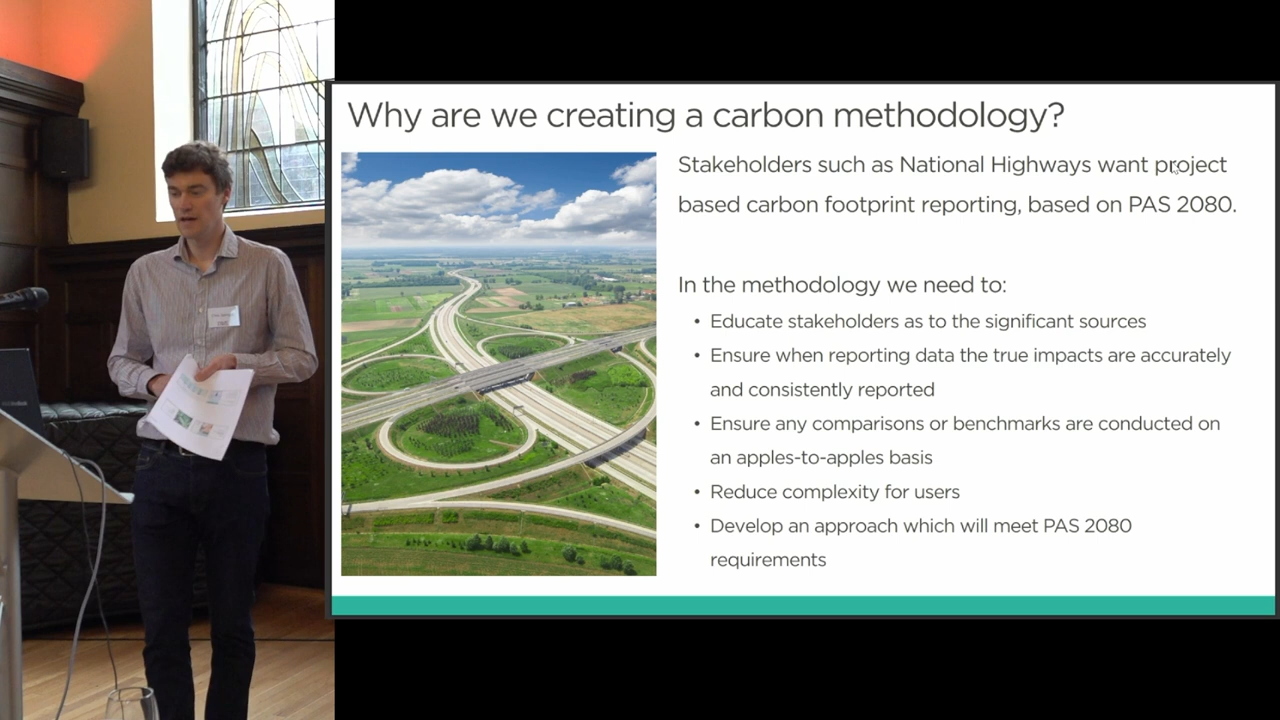 Why are we creating a carbon methodology?
Stakeholders such as National Highways want project
based carbon footprint reporting, based on PAS 2080.
In the methodology we need to:
• Educate stakeholders as to the significant sources
• Ensure when reporting data the true impacts are accurately
and consistently reported
• Ensure any comparisons or benchmarks are conducted on
an apples-to-apples basis
• Reduce complexity for users
• Develop an approach which will meet PAS 2080
requirements